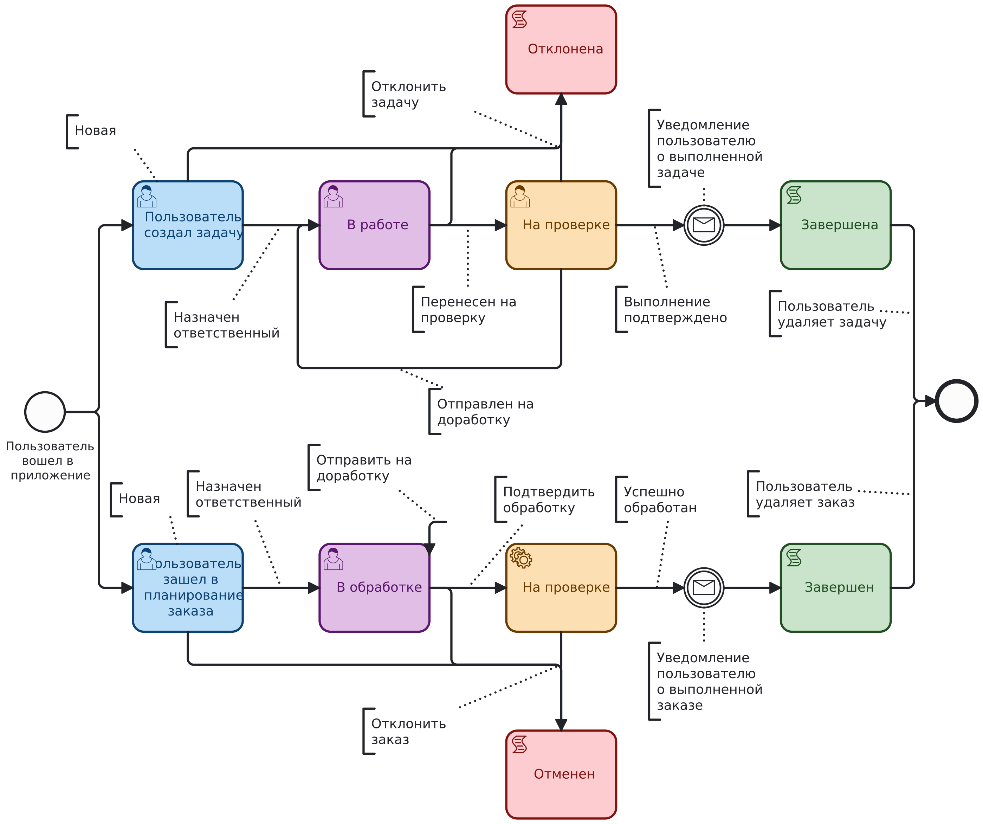 Отклонена
Отклонить
задачу
Новая
Уведомление
пользователю
о выполненной
задаче
Пользователь
создал задачу
В работе
На проверке
Завершена
Назначен
ответственный
Перенесен на
проверку
Выполнение
подтверждено
Пользователь
удаляет задачу
Отправлен на
доработку
Пользователь
вошел в
приложение
Отправить на
доработку
Новая
Назначен
ответственный
Подтвердить
обработку
Успешно
обработан
Пользователь
удаляет заказ
ользователь
зашел в
планирование
заказа
В обработке
На проверке
Завершен
Уведомление
пользователю
о выполненной
заказе
Отклонить
заказ
Отменен